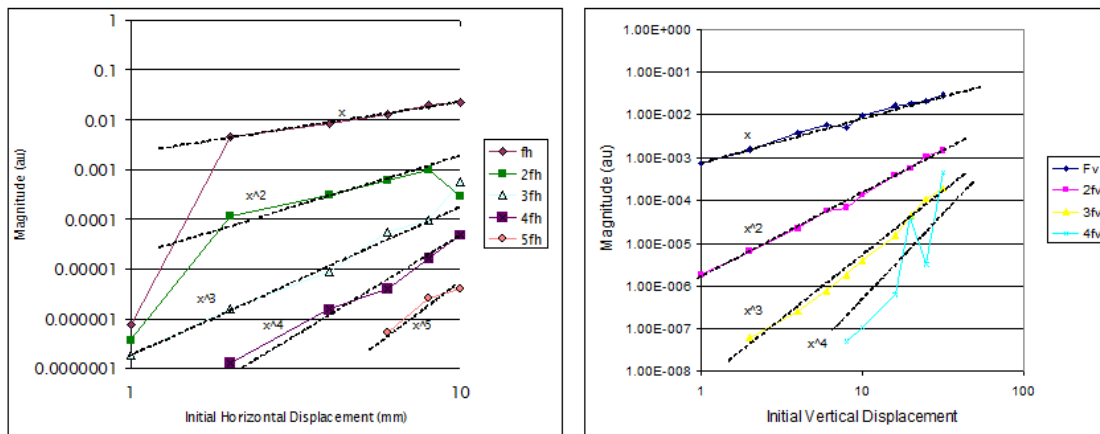 1
0.1
0.01
0.001
0.0001
0.00001
0.000001
0.0000001
Magnitude (au)
x
x^2
x^3
x^4
x^5
1
10
Initial Horizontal Displacement (mm)
fh
2fh
3fh
4fh
5fh
1.00E+000
1.00E-001
1.00E-002
1.00E-003
1.00E-004
1.00E-005
1.00E-006
1.00E-007
1.00E-008
Magnitude (au)
x
x^2
x^3
x^4
1
10
100
Initial Vertical Displacement
Fv
2fv
3fv
4fv